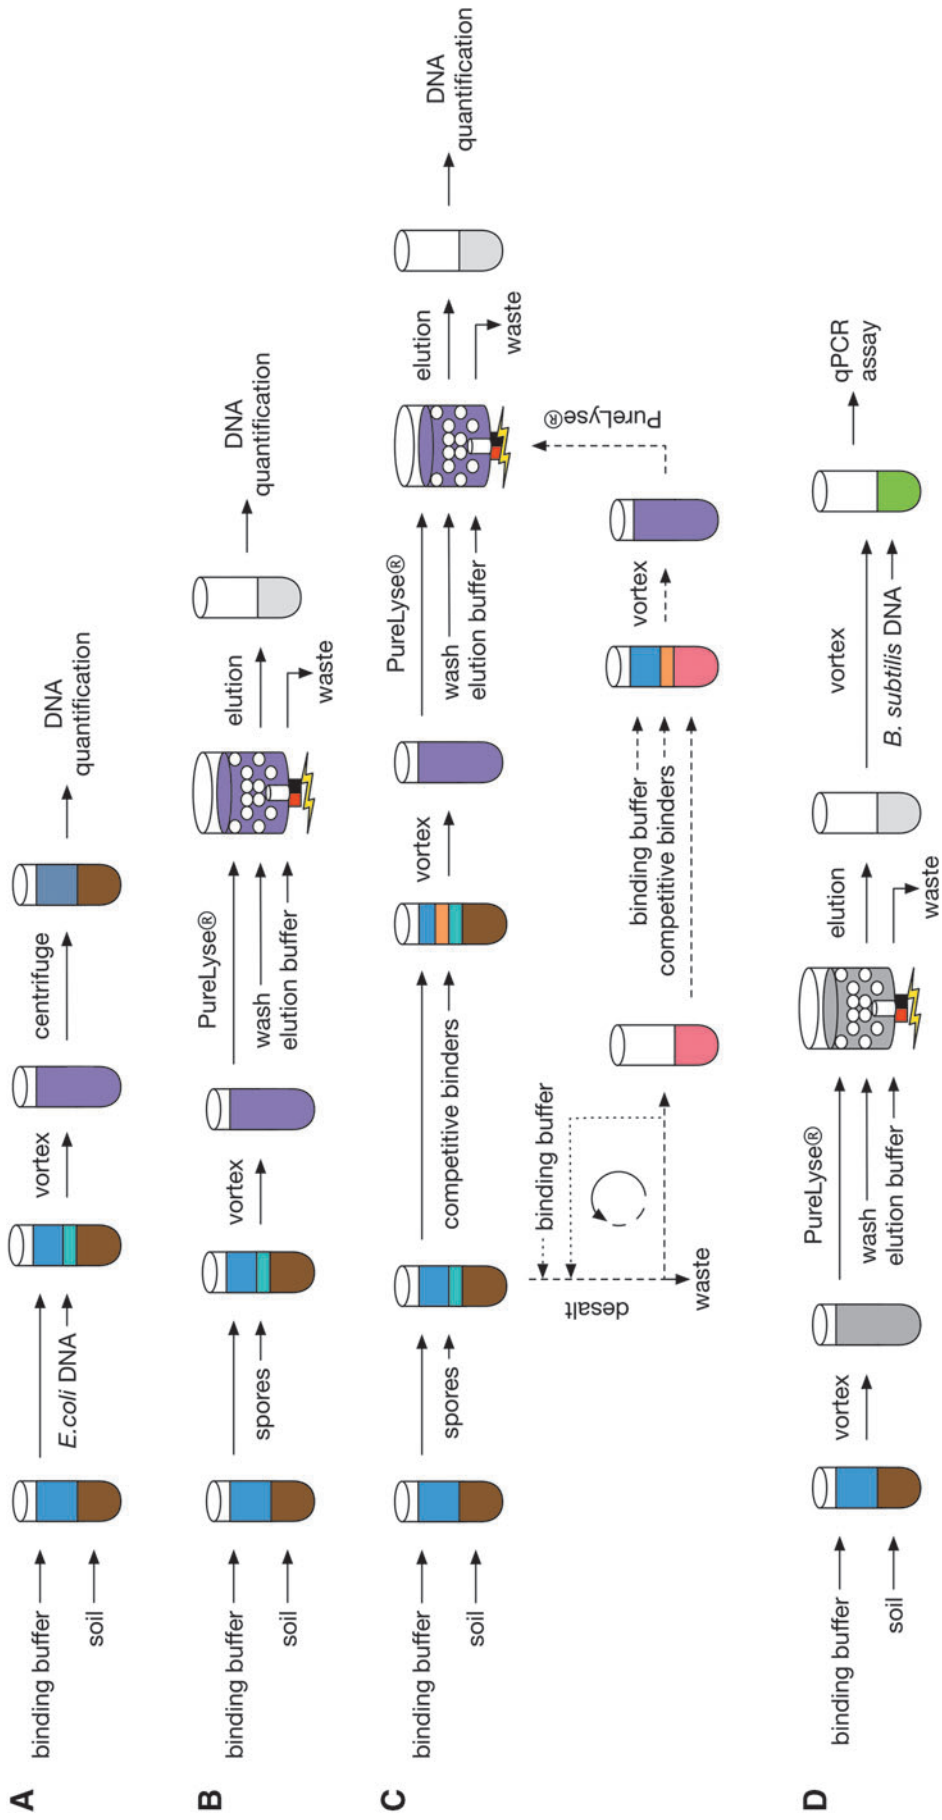 A
binding buffer
soil
E.coli DNA
vortex
centrifuge
DNA
quantification
B
binding buffer
soil
spores
vortex
PureLyse®
wash
elution buffer
elution
waste
DNA
quantification
C
binding buffer
soil
spores
competitive binders
vortex
PureLyse®
wash
elution buffer
elution
waste
DNA
quantification
desalt
binding buffer
waste
binding buffer
competitive binders
vortex
PureLyse®
D
binding buffer
soil
vortex
PureLyse®
wash
elution buffer
elution
waste
vortex
B. subtilis DNA
qPCR
assay